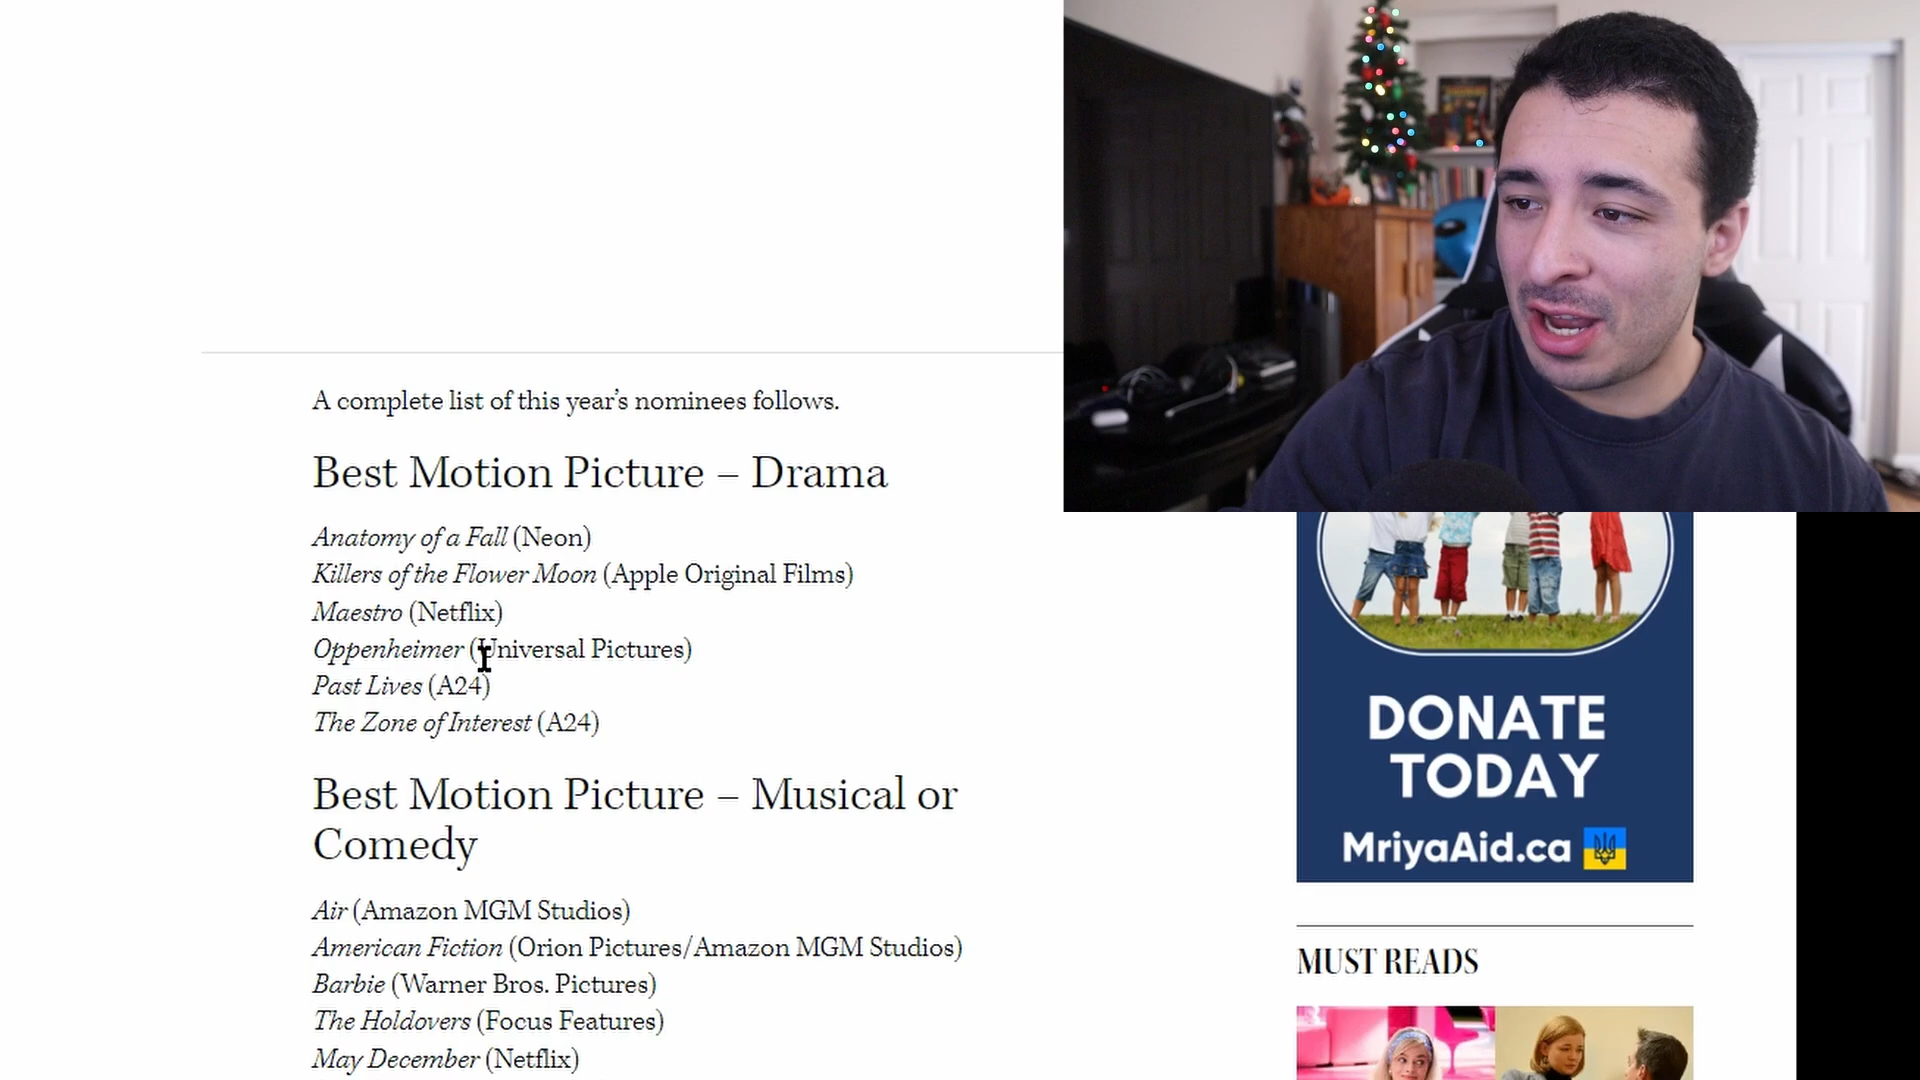 A complete list of this year’s nominees follows.
Best Motion Picture – Drama
Anatomy of a Fall (Neon)
Killers of the Flower Moon (Apple Original Films)
Maestro (Netflix)
Oppenheimer (Universal Pictures)
Past Lives (A24)
The Zone of Interest (A24)
Best Motion Picture – Musical or
Comedy
Air (Amazon MGM Studios)
American Fiction (Orion Pictures/Amazon MGM Studios)
Barbie (Warner Bros. Pictures)
The Holdovers (Focus Features)
May December (Netflix)
DONATE
TODAY
MriyaAid.ca
MUST READS